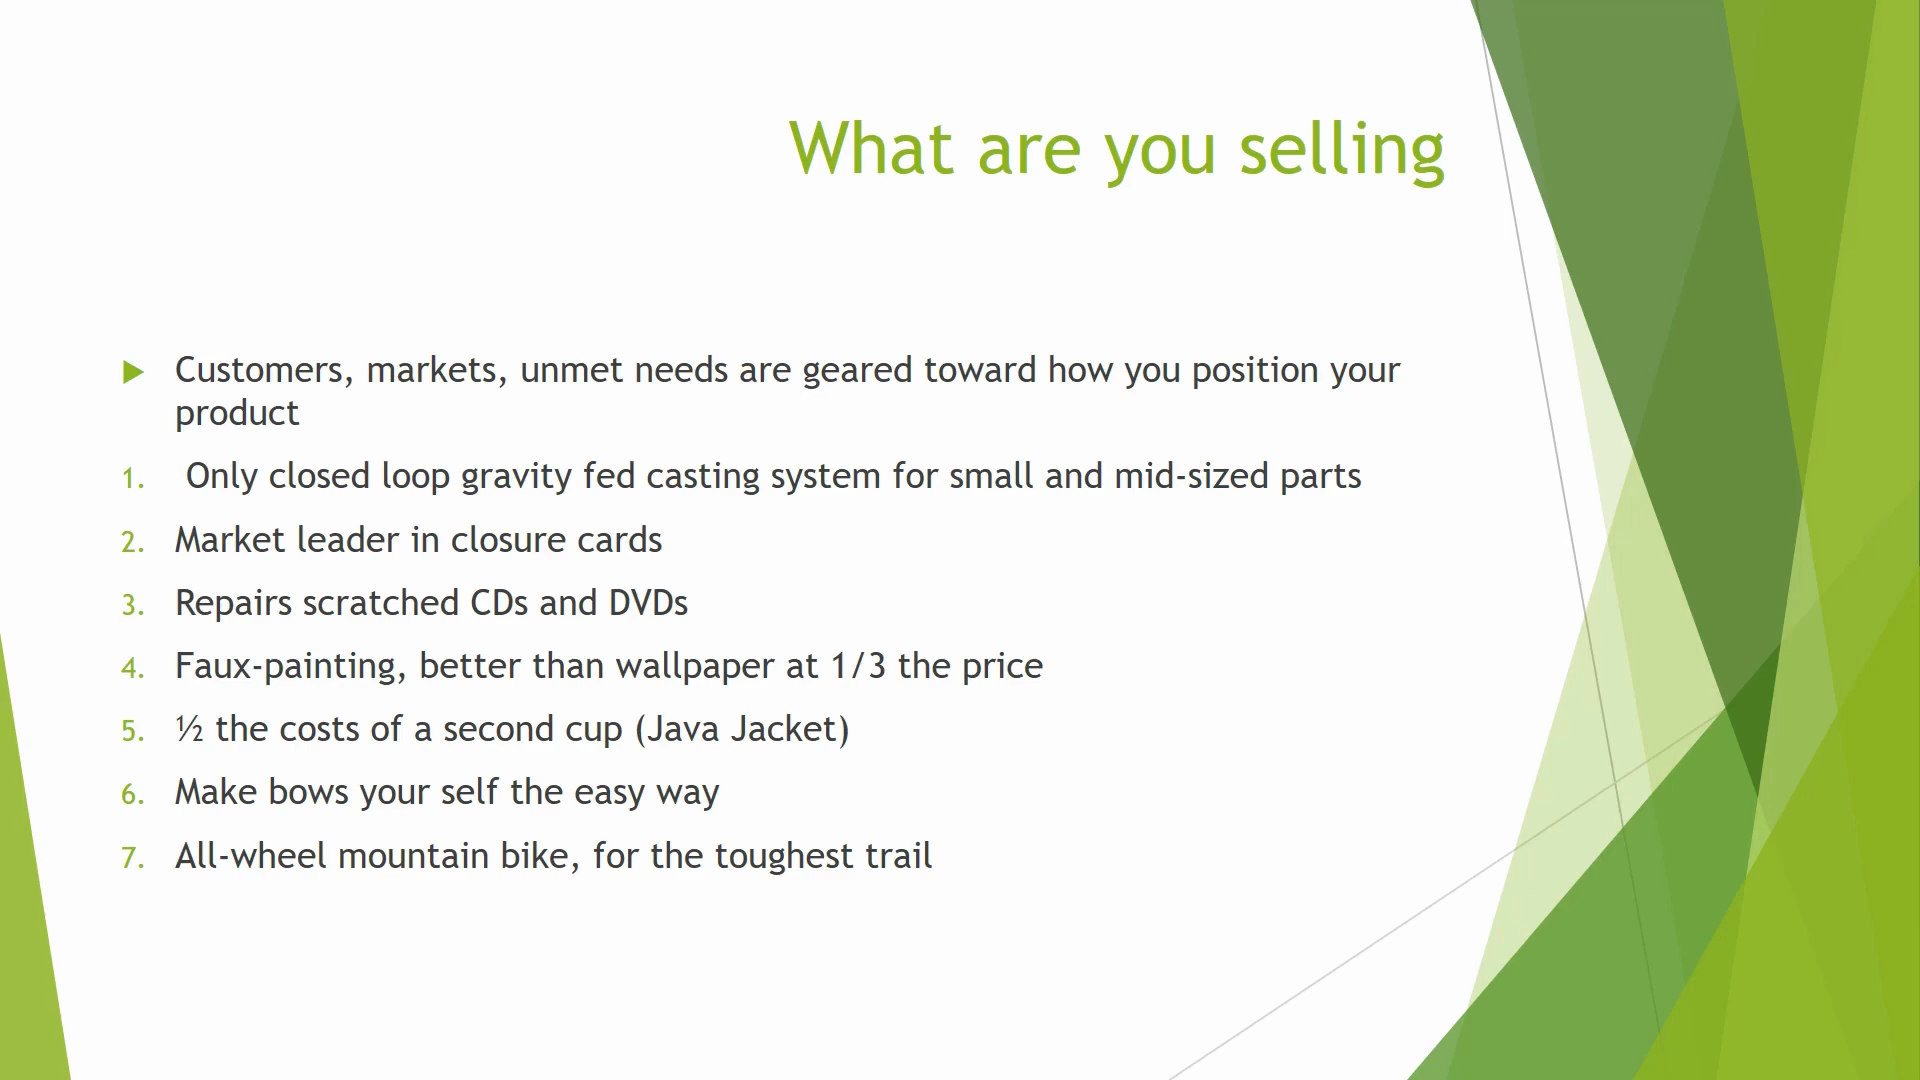 What are you selling
Customers, markets, unmet needs are geared toward how you position your
product
1. Only closed loop gravity fed casting system for small and mid-sized parts
2. Market leader in closure cards
3. Repairs scratched CDs and DVDs
4. Faux-painting, better than wallpaper at 1/3 the price
5. ½ the costs of a second cup (Java Jacket)
6. Make bows your self the easy way
7. All-wheel mountain bike, for the toughest trail